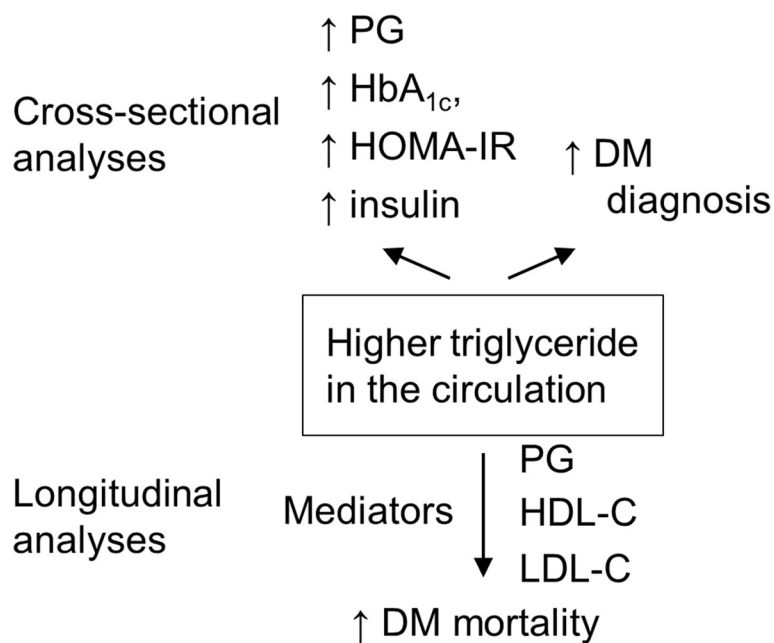 Cross-sectional
analyses
↑ PG
↑ HbA1c,
↑ HOMA-IR
↑ insulin
↑ DM
diagnosis
Higher triglyceride
in the circulation
Longitudinal
analyses
Mediators
PG
HDL-C
LDL-C
↑ DM mortality